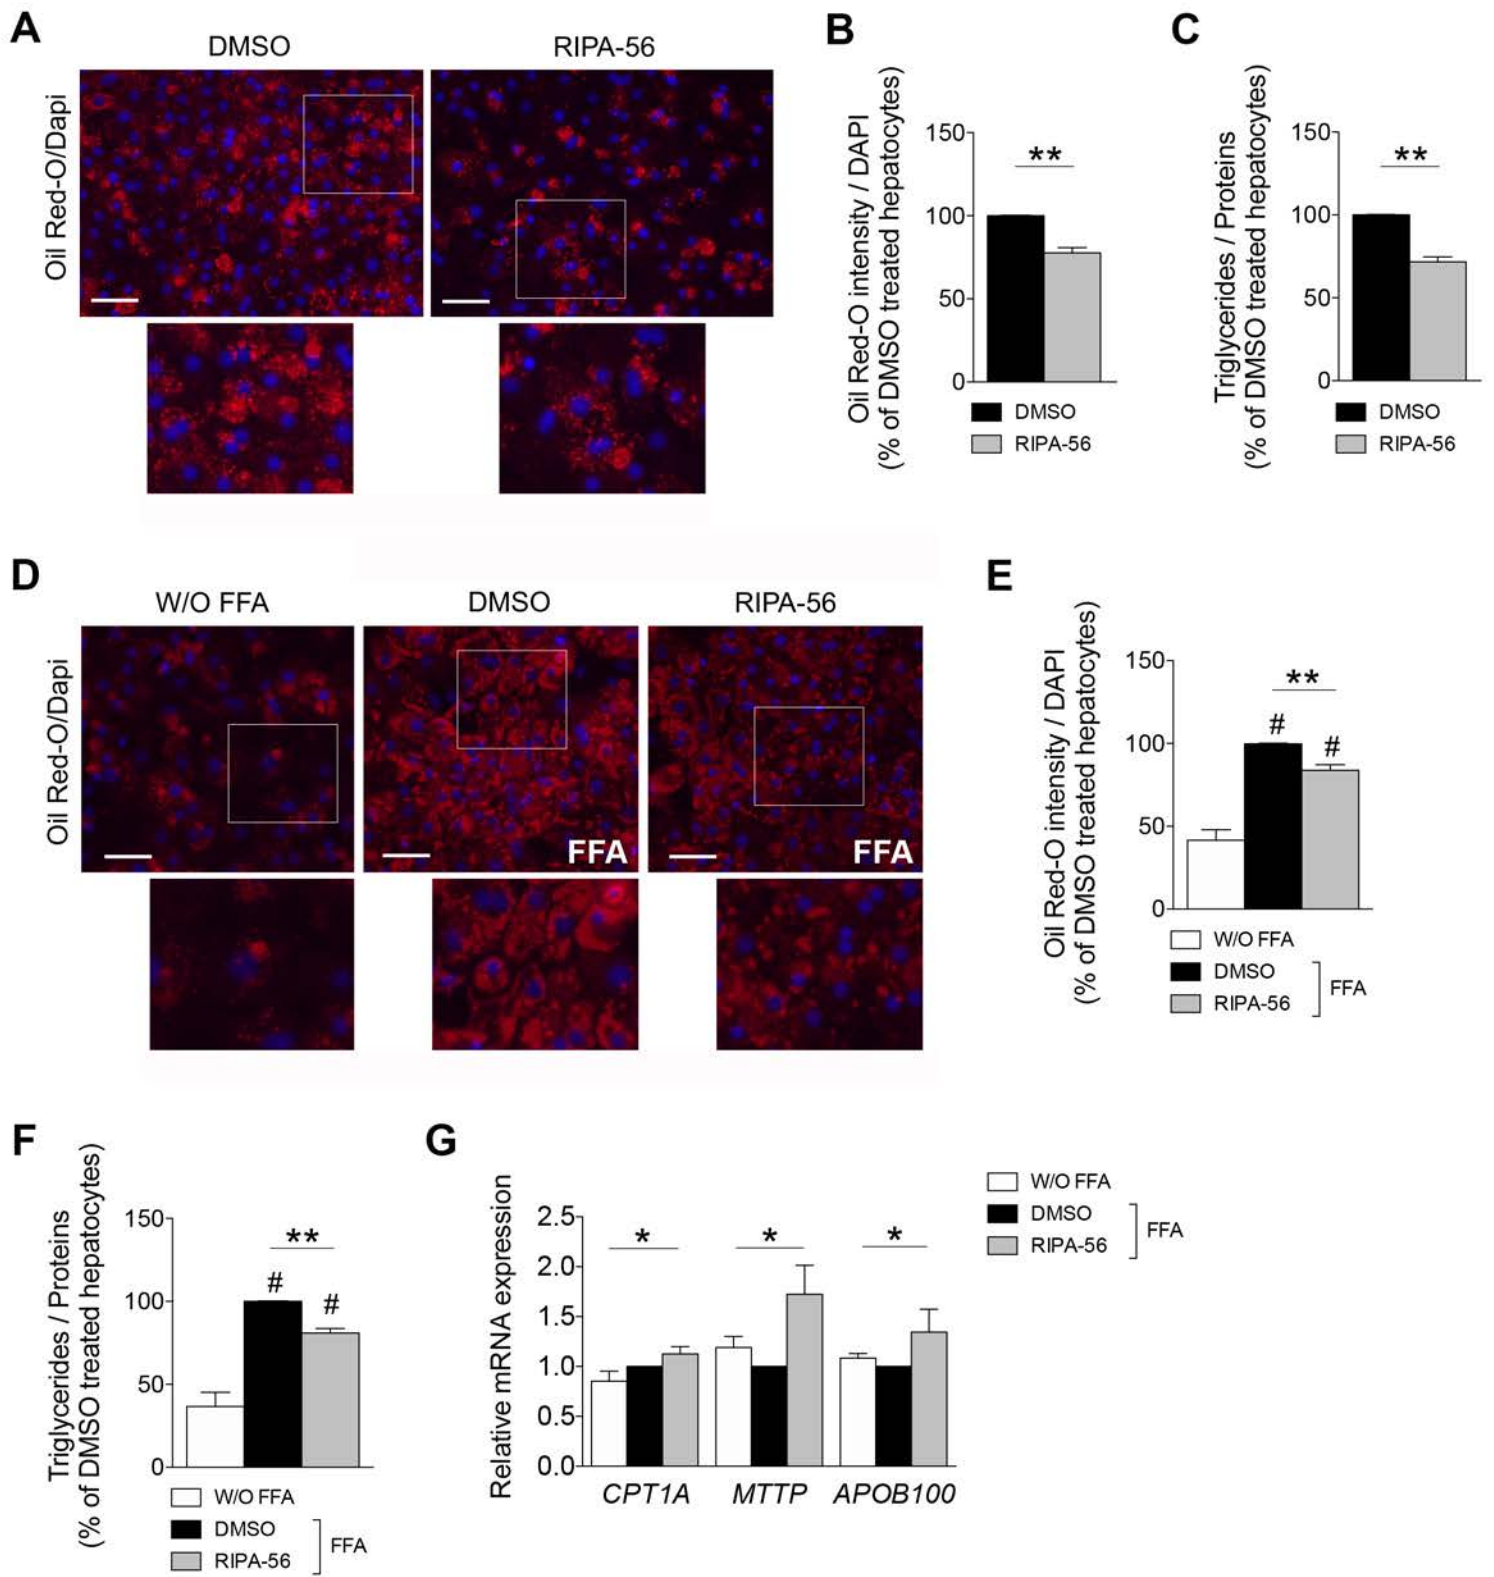 A
DMSO
RIPA-56
Oil Red-O/Dapi
B
Oil Red-O intensity / DAPI
(% of DMSO treated hepatocytes)
150
100
50
0
**
DMSO
RIPA-56
C
Triglycerides / Proteins
(% of DMSO treated hepatocytes)
150
100
50
0
**
DMSO
RIPA-56
D
W/O FFA
DMSO
RIPA-56
Oil Red-O/Dapi
FFA
FFA
E
Oil Red-O intensity / DAPI
(% of DMSO treated hepatocytes)
150
100
50
0
**
#
#
W/O FFA
DMSO
RIPA-56
FFA
F
Triglycerides / Proteins
(% of DMSO treated hepatocytes)
150
100
50
0
**
#
#
W/O FFA
DMSO
RIPA-56
FFA
G
Relative mRNA expression
2.5
2.0
1.5
1.0
0.5
0.0
*
*
*
CPT1A
MTTP
APOB100
W/O FFA
DMSO
RIPA-56
FFA